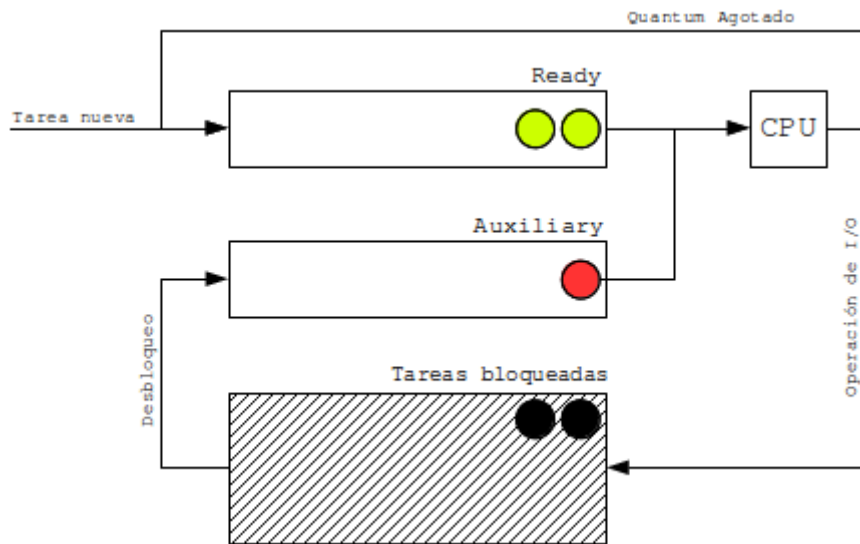 Quantum Agotado
Ready
Tarea nueva
CPU
Auxiliary
Operación de I/O
Desbloqueo
Tareas bloqueadas